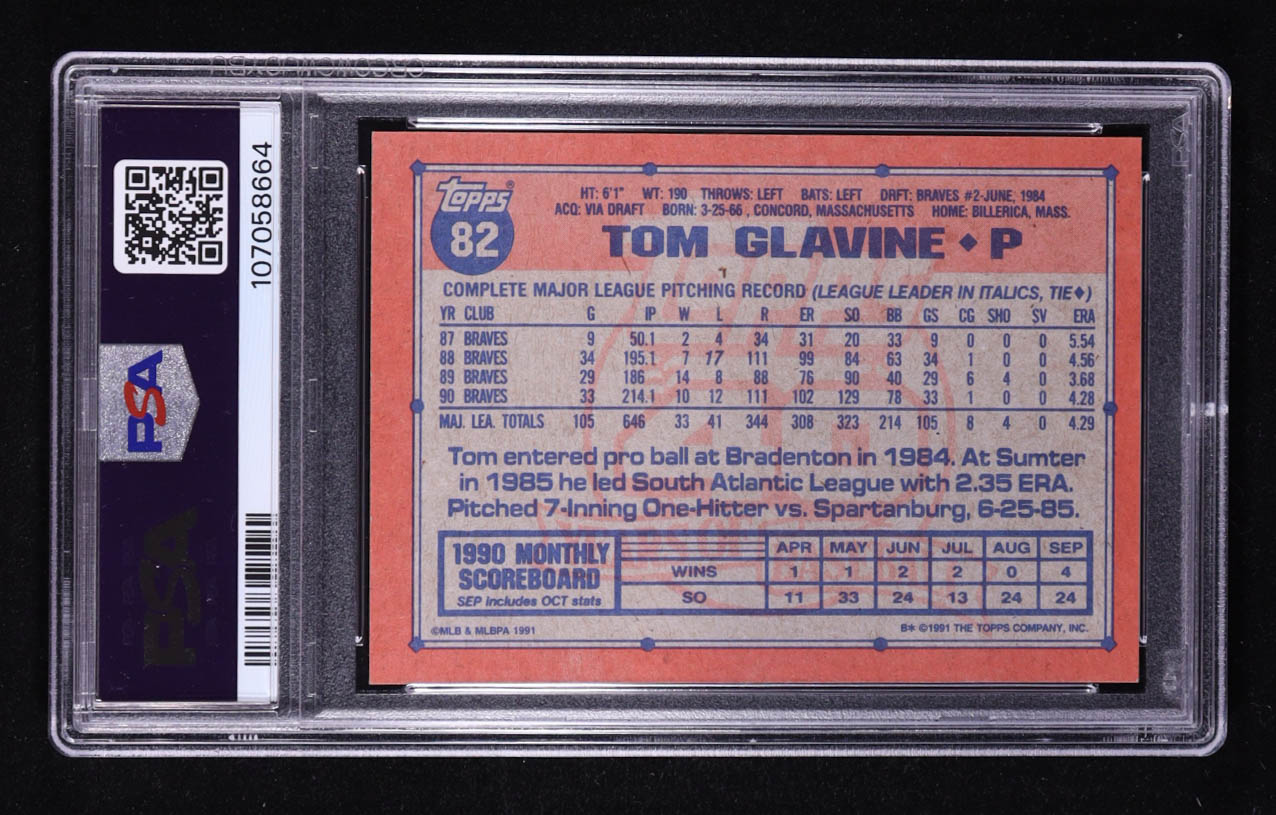 107058664
PSA
PSA
topps®
82
HT: 6'1" WT: 190 THROWS: LEFT BATS: LEFT DRFT: BRAVES #2-JUNE, 1984
ACQ: VIA DRAFT BORN: 3-25-66 , CONCORD, MASSACHUSETTS HOME: BILLERICA, MASS.
TOM GLAVINE ♦ P
COMPLETE MAJOR LEAGUE PITCHING RECORD (LEAGUE LEADER IN ITALICS, TIE♦)
YR CLUB G IP W L R ER SO BB GS CG SHO SV ERA
87 BRAVES 9 50.1 2 4 34 31 20 33 9 0 0 0 5.54
88 BRAVES 34 195.1 7 17 111 99 84 63 34 1 0 0 4.56
89 BRAVES 29 186 14 8 88 76 90 40 29 6 4 0 3.68
90 BRAVES 33 214.1 10 12 111 102 129 78 33 1 0 0 4.28
MAJ. LEA. TOTALS 105 646 33 41 344 308 323 214 105 8 4 0 4.29
Tom entered pro ball at Bradenton in 1984. At Sumter
in 1985 he led South Atlantic League with 2.35 ERA.
Pitched 7-Inning One-Hitter vs. Spartanburg, 6-25-85.
1990 MONTHLY
SCOREBOARD
SEP includes OCT stats
APR MAY JUN JUL AUG SEP
WINS 1 1 2 2 0 4
SO 11 33 24 13 24 24
©MLB & MLBPA 1991
B* ©1991 THE TOPPS COMPANY, INC.